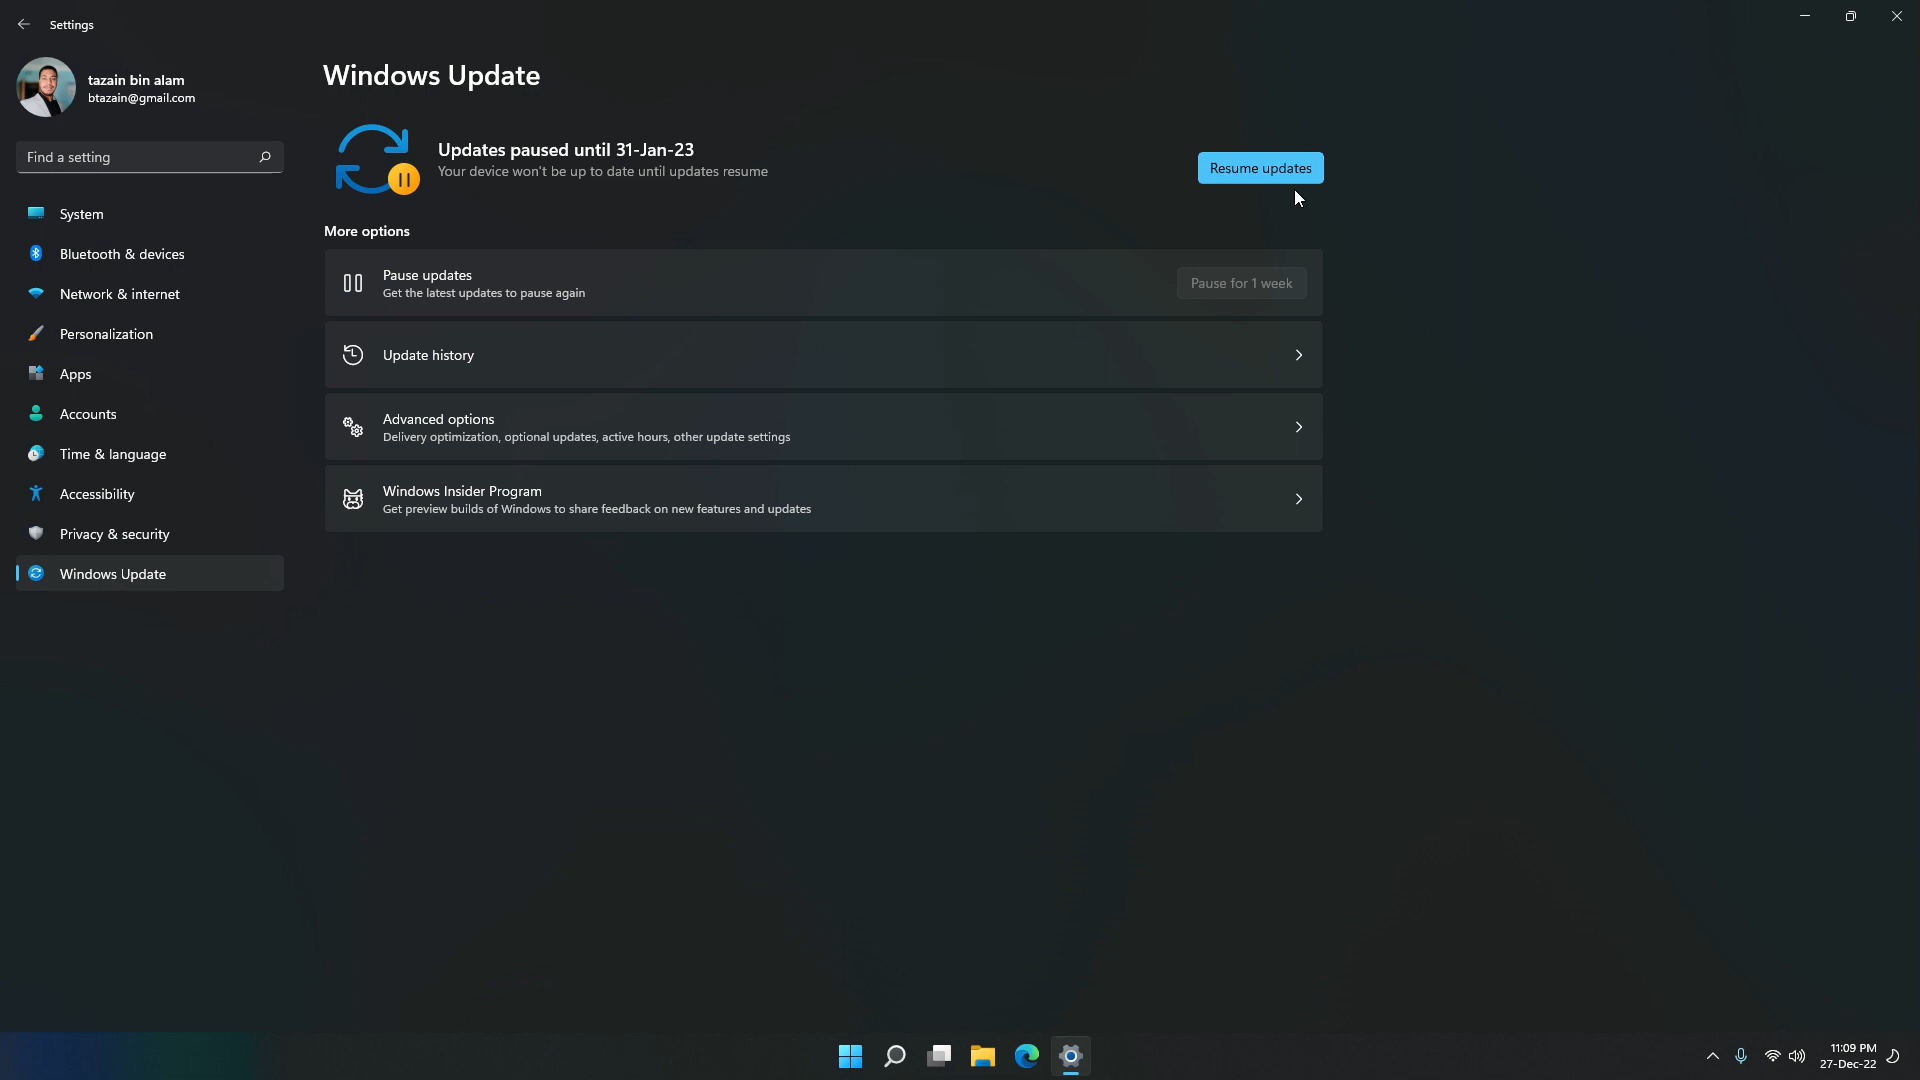 Settings
tazain bin alam
btazain@gmail.com
Find a setting
System
Bluetooth & devices
Network & internet
Personalization
Apps
Accounts
Time & language
Accessibility
Privacy & security
Windows Update
Windows Update
Updates paused until 31-Jan-23
Your device won't be up to date until updates resume
Resume updates
More options
Pause updates
Get the latest updates to pause again
Pause for 1 week
Update history
Advanced options
Delivery optimization, optional updates, active hours, other update settings
Windows Insider Program
Get preview builds of Windows to share feedback on new features and updates
11:09 PM
27-Dec-22